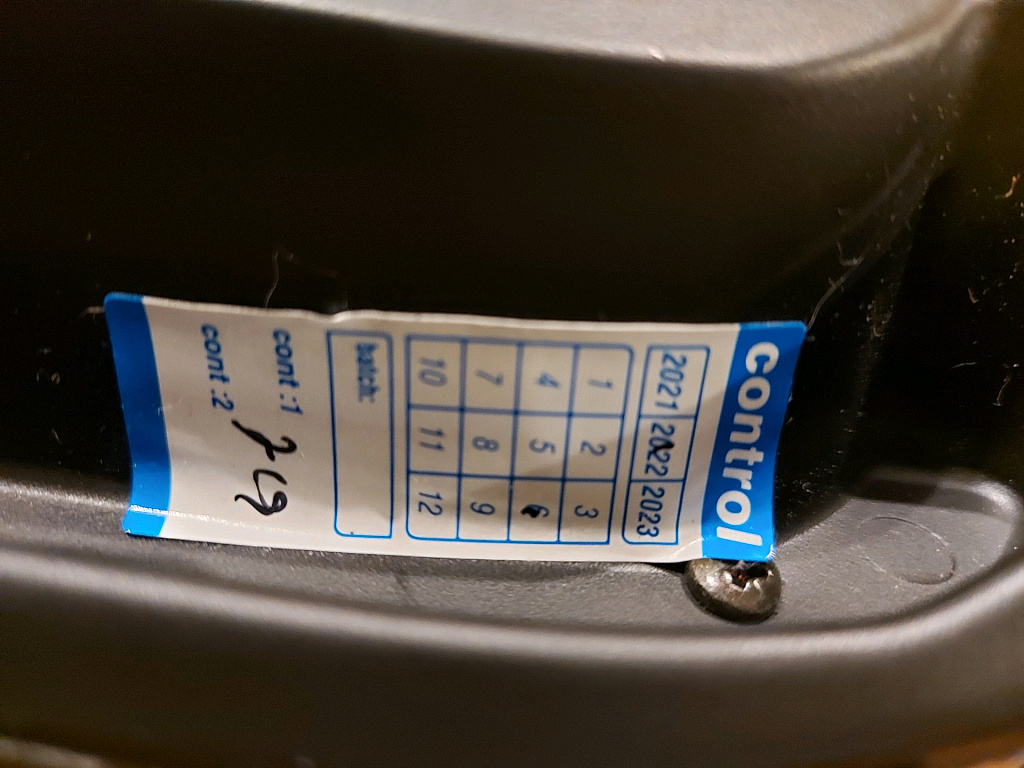 control
2021 2022 2023
1 2 3
4 5 6
7 8 9
10 11 12
batch:
cont :1
cont :2